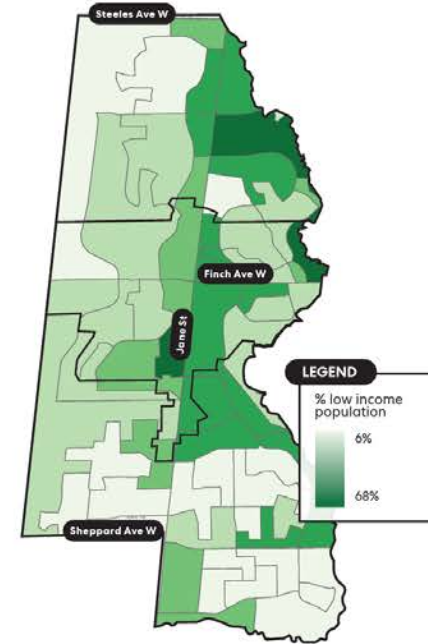 Steeles Ave W
Finch Ave W
Jane St
LEGEND
% low income
population
6%
68%
Sheppard Ave W